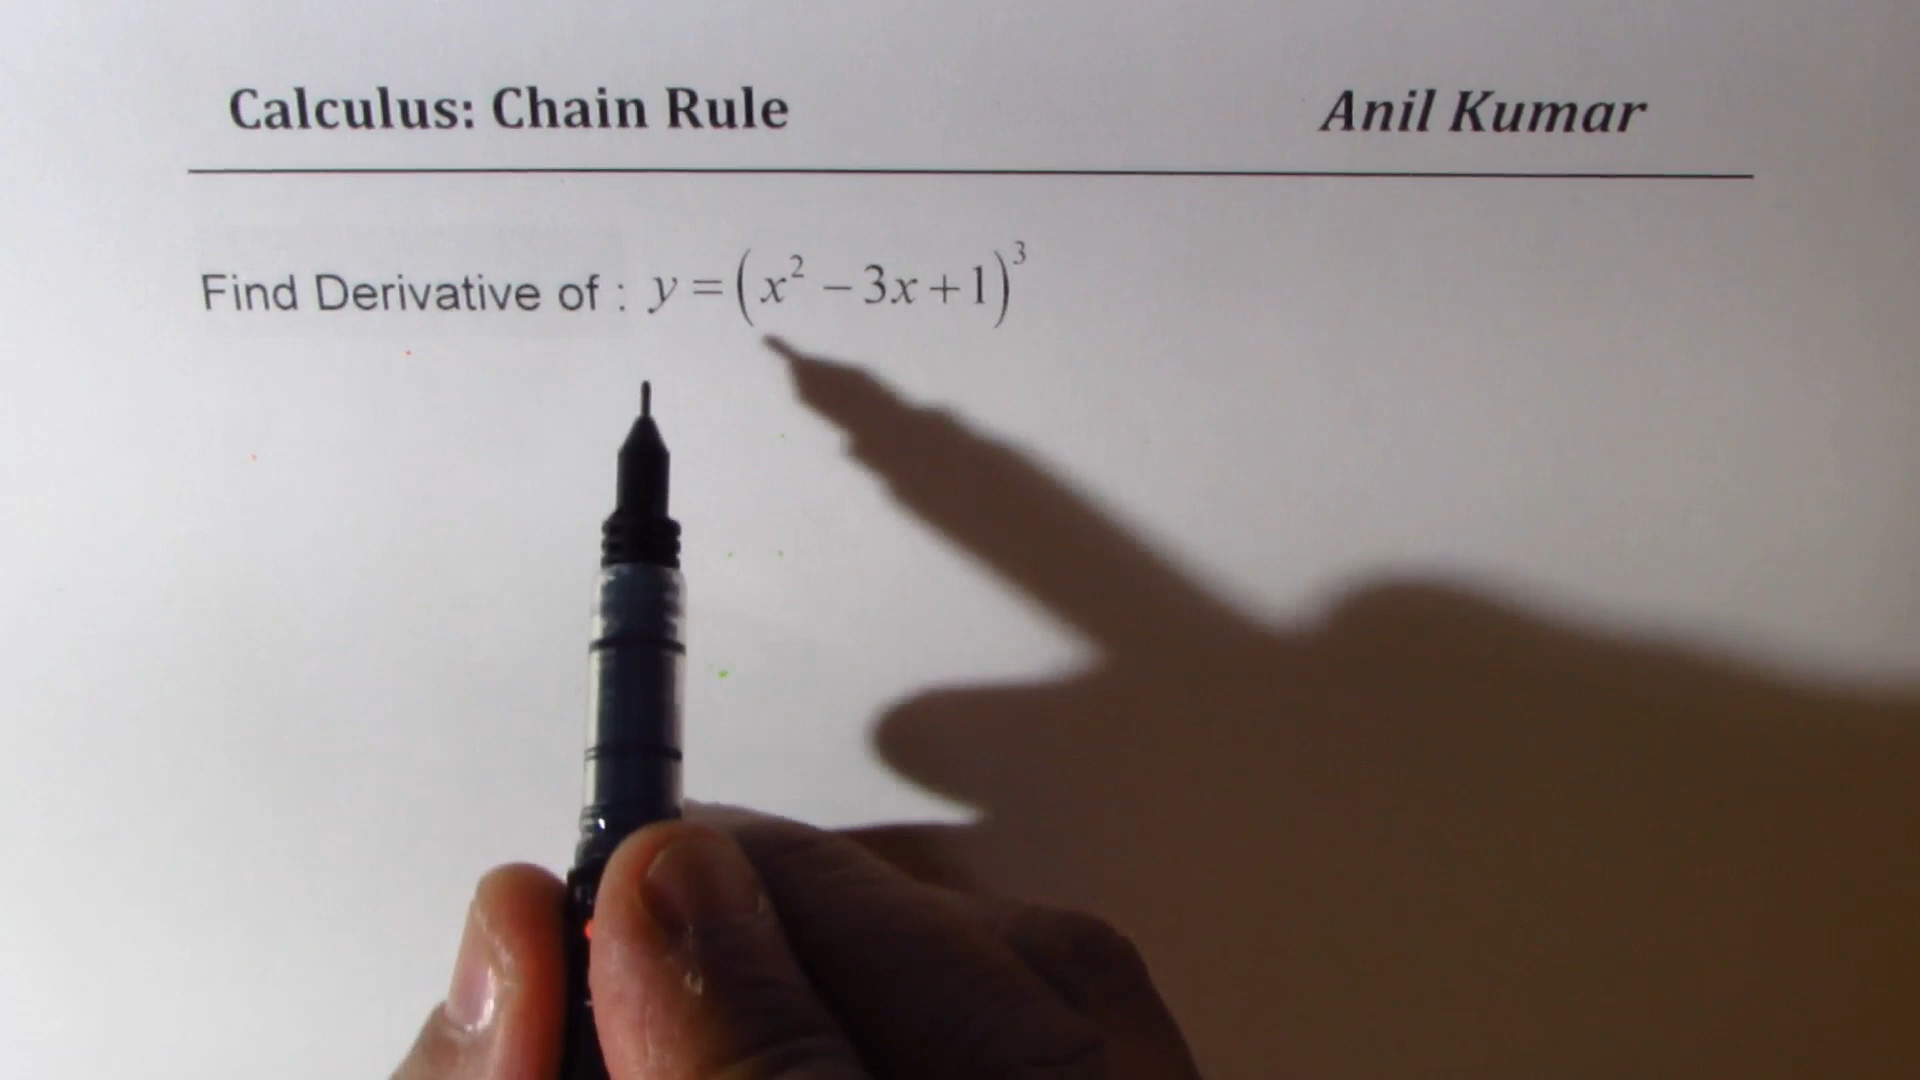 Calculus: Chain Rule Anil Kumar
Find Derivative of : y = (x² − 3x + 1)³